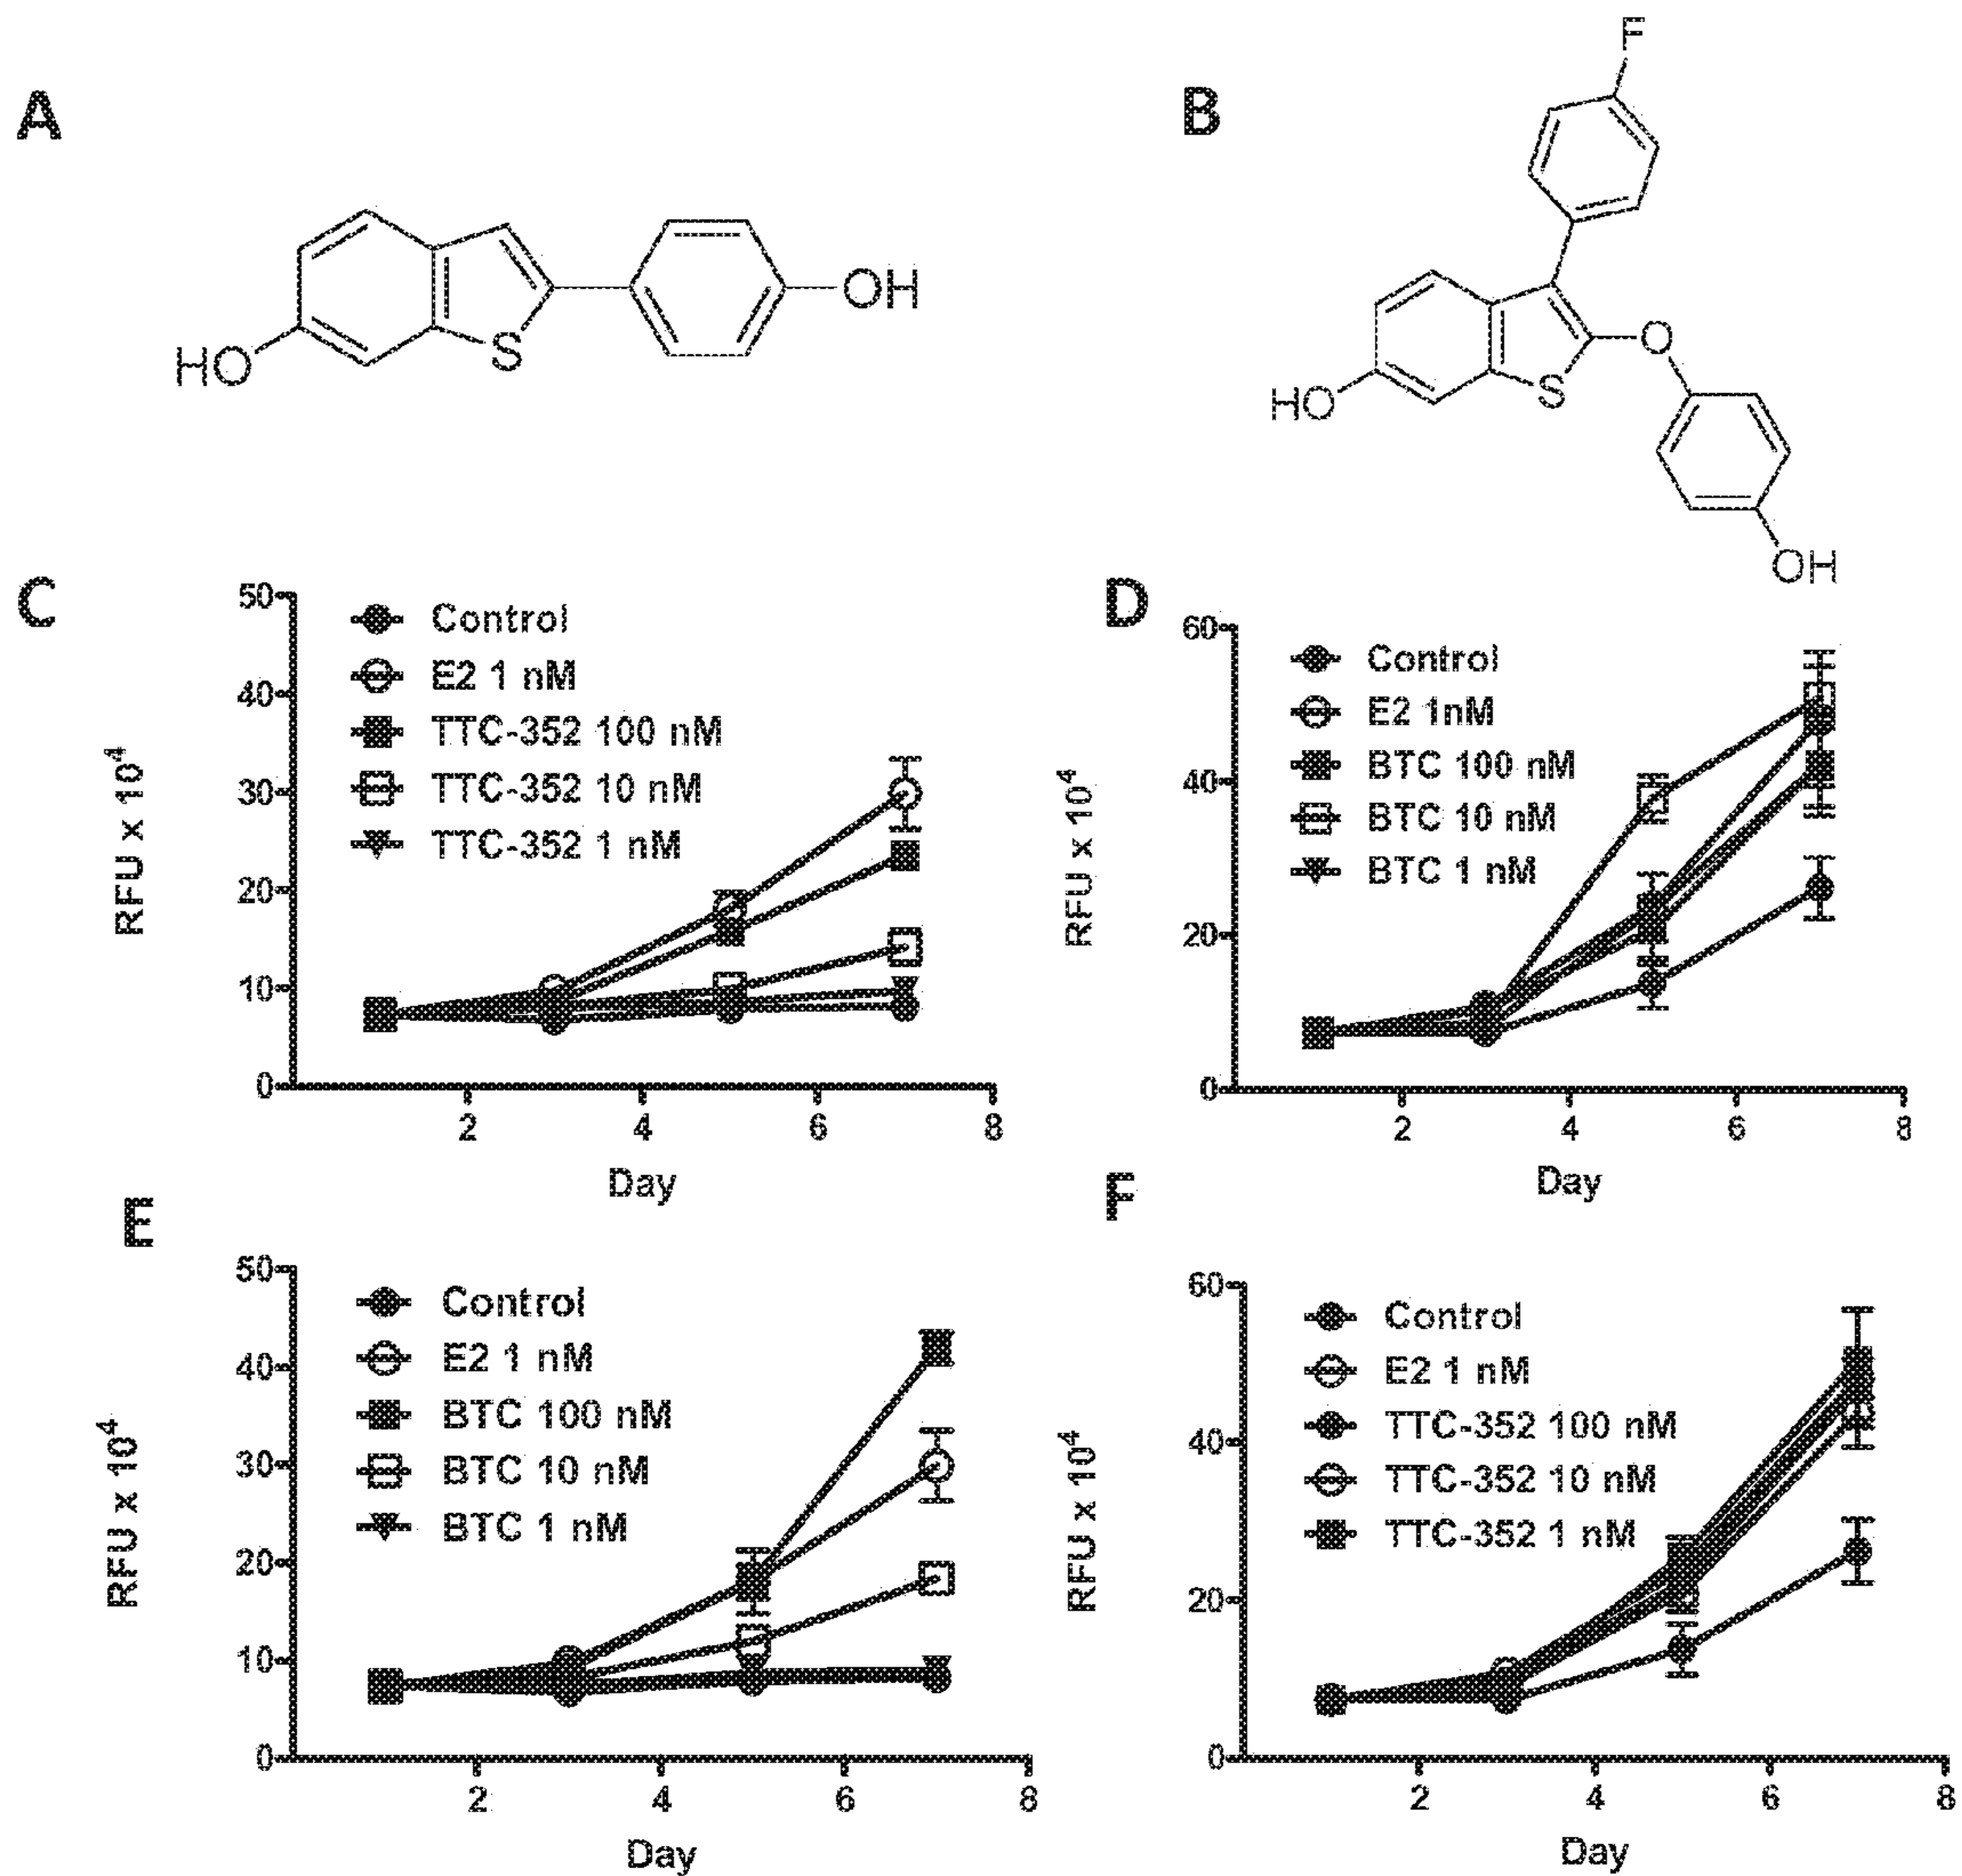 A
HO
S
OH
B
F
HO
S
O
OH
C
50
40
30
20
10
0
RFU x 10⁴
Control
E2 1 nM
TTC-352 100 nM
TTC-352 10 nM
TTC-352 1 nM
2 4 6 8
Day
D
60
40
20
0
RFU x 10⁴
Control
E2 1nM
BTC 100 nM
BTC 10 nM
BTC 1 nM
2 4 6 8
Day
E
50
40
30
20
10
0
RFU x 10⁴
Control
E2 1 nM
BTC 100 nM
BTC 10 nM
BTC 1 nM
2 4 6 8
Day
F
60
40
20
0
RFU x 10⁴
Control
E2 1 nM
TTC-352 100 nM
TTC-352 10 nM
TTC-352 1 nM
2 4 6 8
Day